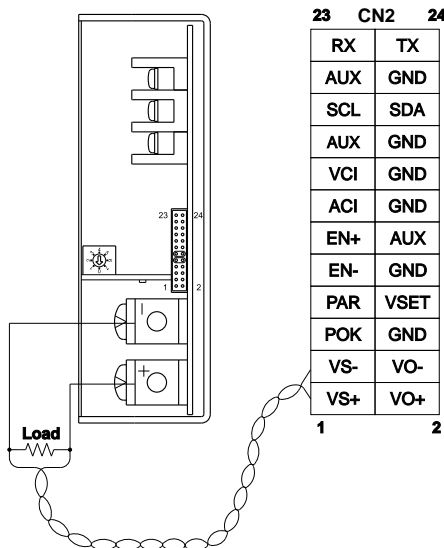 23 CN2 24
RX TX
AUX GND
SCL SDA
AUX GND
VCI GND
ACI GND
EN+ AUX
EN- GND
PAR VSET
POK GND
VS- VO-
VS+ VO+
1 2
23 24
1 2
-
+
Load